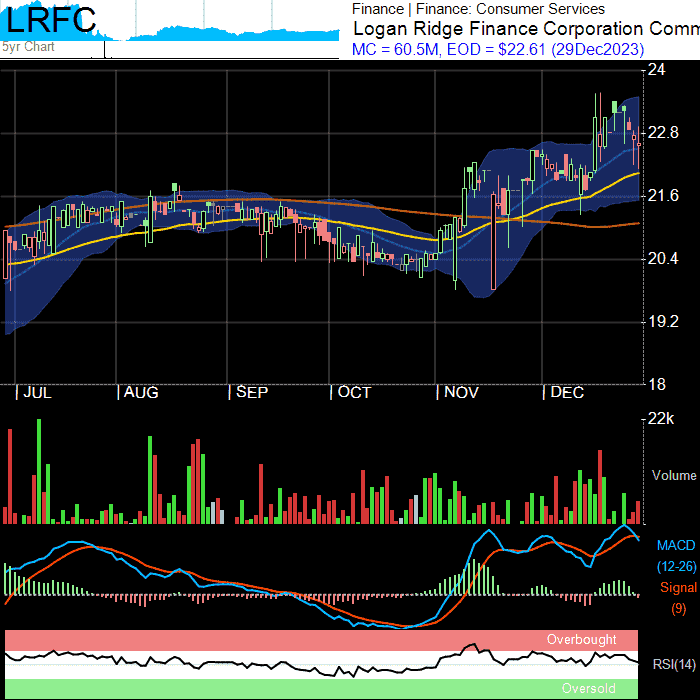 LRFC
5yr Chart
Finance | Finance: Consumer Services
Logan Ridge Finance Corporation Comm
MC = 60.5M, EOD = $22.61 (29Dec2023)
24
22.8
21.6
20.4
19.2
18
JUL AUG SEP OCT NOV DEC
22k
Volume
MACD
(12-26)
Signal
(9)
Overbought
RSI(14)
Oversold